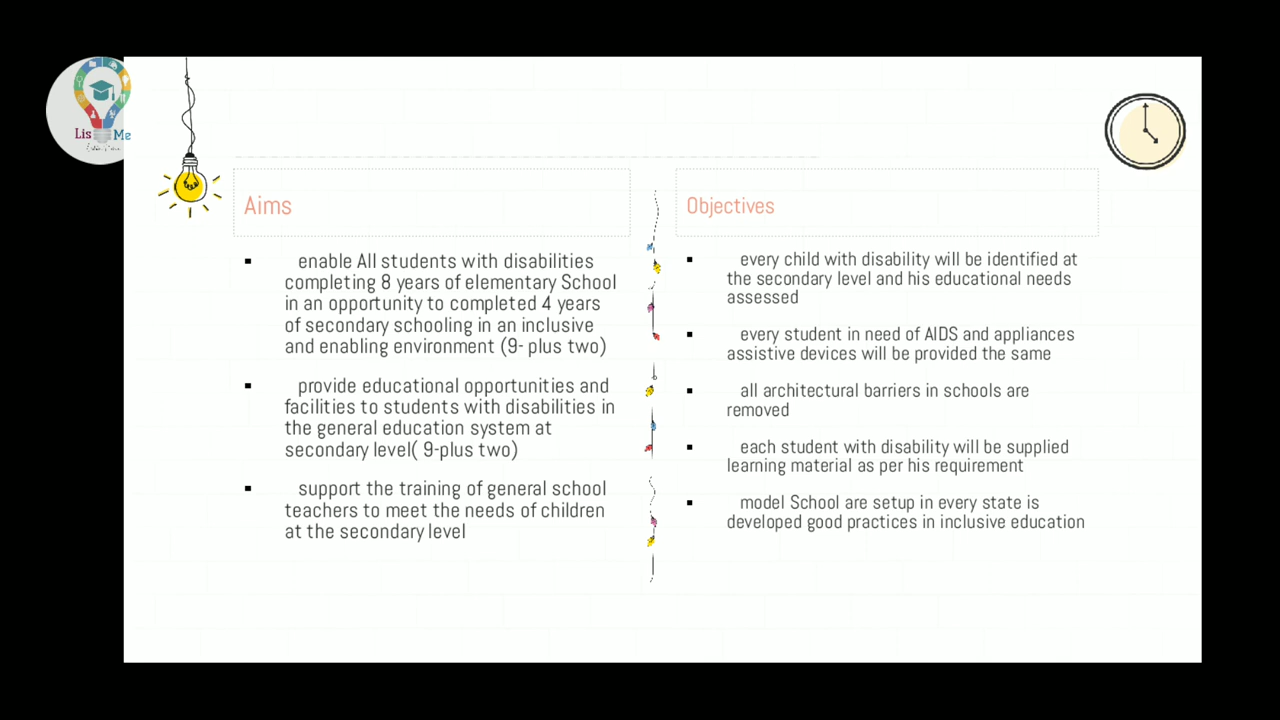 Lis Me
Aims
▪ enable All students with disabilities
completing 8 years of elementary School
in an opportunity to completed 4 years
of secondary schooling in an inclusive
and enabling environment (9- plus two)
▪ provide educational opportunities and
facilities to students with disabilities in
the general education system at
secondary level( 9-plus two)
▪ support the training of general school
teachers to meet the needs of children
at the secondary level
Objectives
▪ every child with disability will be identified at
the secondary level and his educational needs
assessed
▪ every student in need of AIDS and appliances
assistive devices will be provided the same
▪ all architectural barriers in schools are
removed
▪ each student with disability will be supplied
learning material as per his requirement
▪ model School are setup in every state is
developed good practices in inclusive education